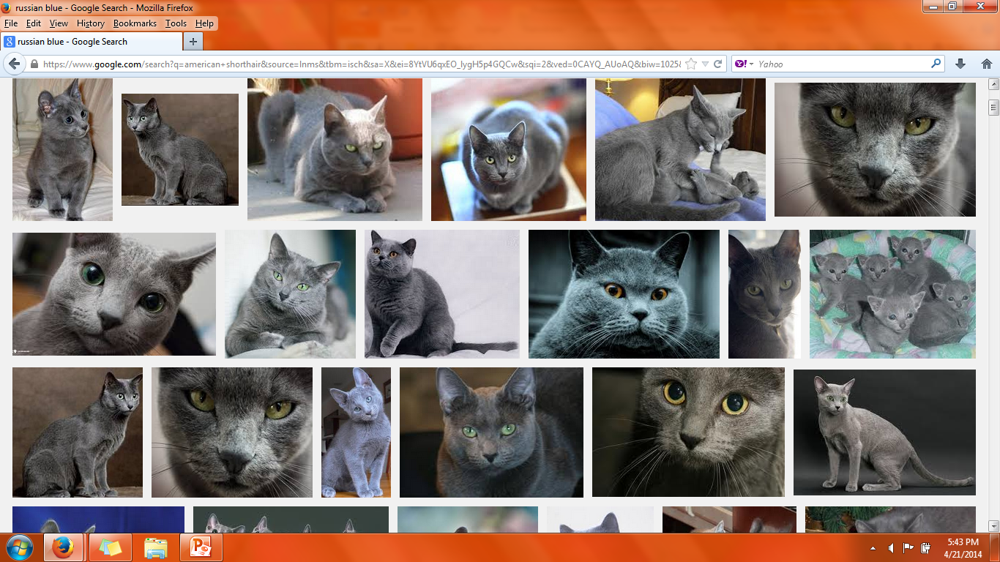 russian blue - Google Search - Mozilla Firefox
File Edit View History Bookmarks Tools Help
russian blue - Google Search
https://www.google.com/search?q=american+shorthair&source=lnms&tbm=isch&sa=X&ei=8YtVU6qxEO_lygH5p4GQCw&sqi=2&ved=0CAYQ_AUoAQ&biw=1025&
Yahoo
5:43 PM
4/21/2014